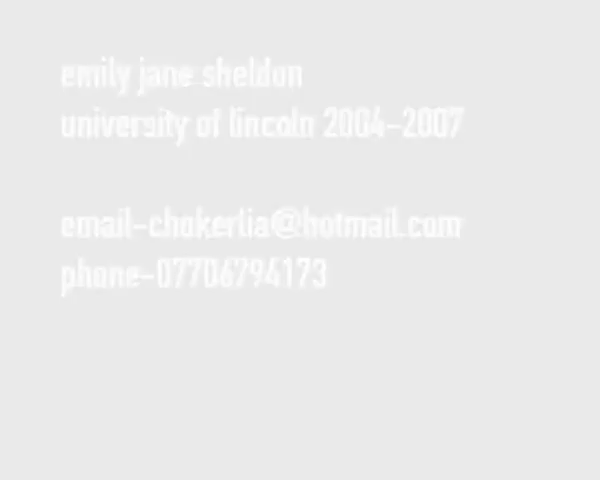 emily jane sheldon
university of lincoln 2004-2007
email-chokerlia@hotmail.com
phone-07706794173